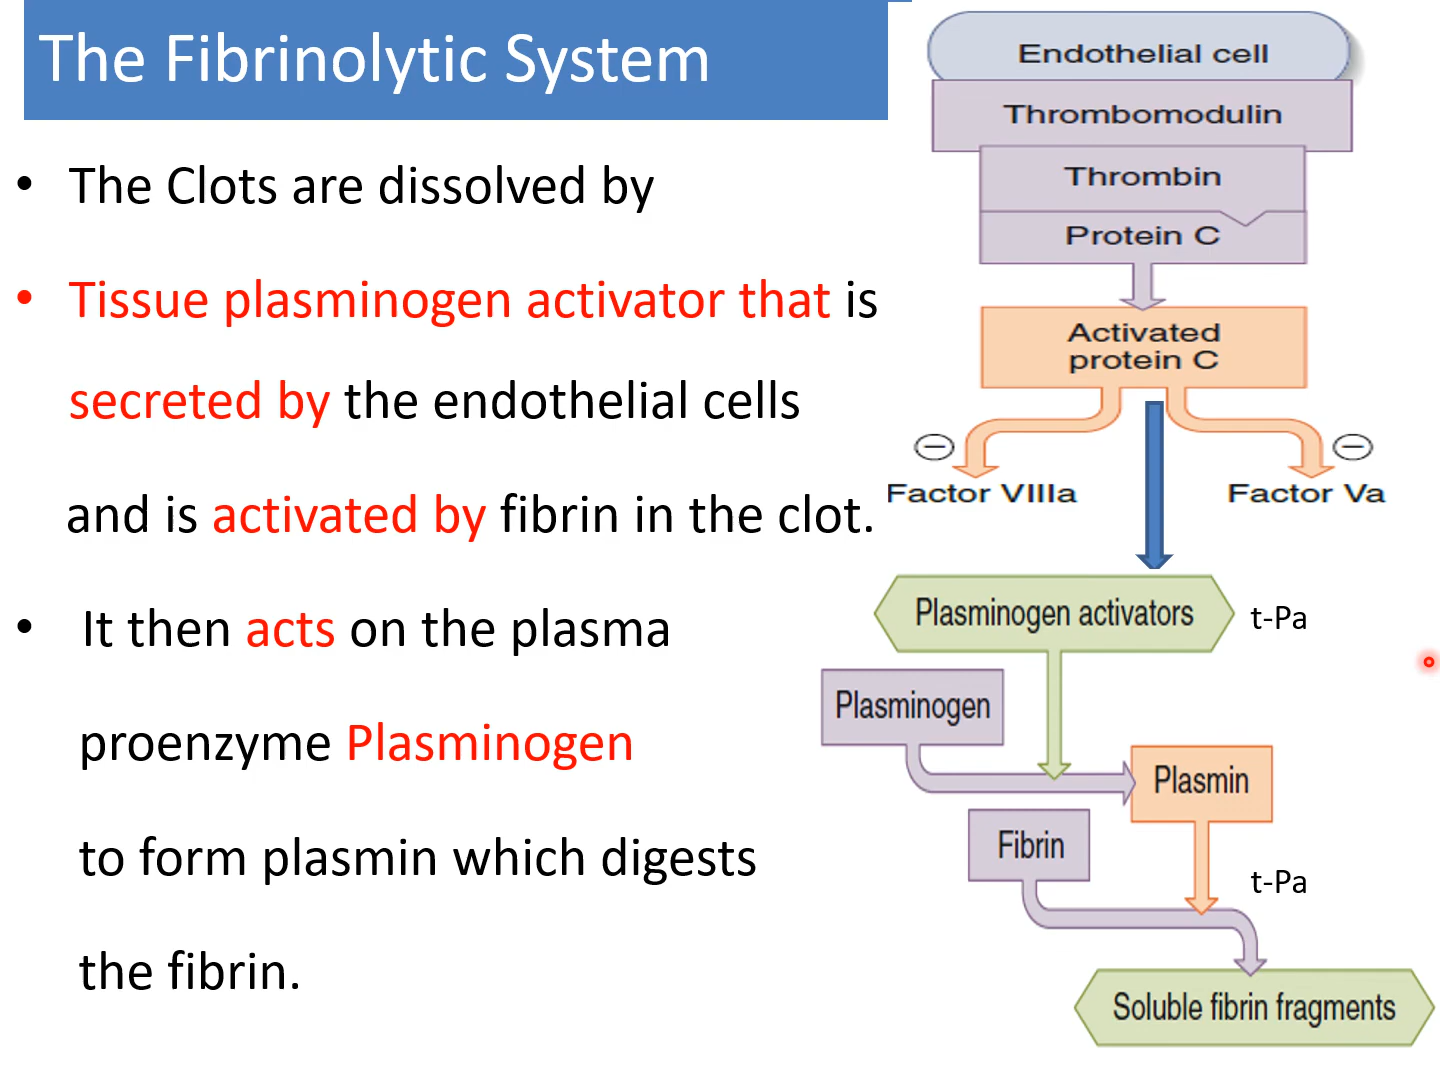 The Fibrinolytic System
• The Clots are dissolved by
• Tissue plasminogen activator that is
secreted by the endothelial cells
and is activated by fibrin in the clot.
• It then acts on the plasma
proenzyme Plasminogen
to form plasmin which digests
the fibrin.
Endothelial cell
Thrombomodulin
Thrombin
Protein C
Activated
protein C
Factor VIIIa
Factor Va
Plasminogen activators
t-Pa
Plasminogen
Plasmin
Fibrin
t-Pa
Soluble fibrin fragments